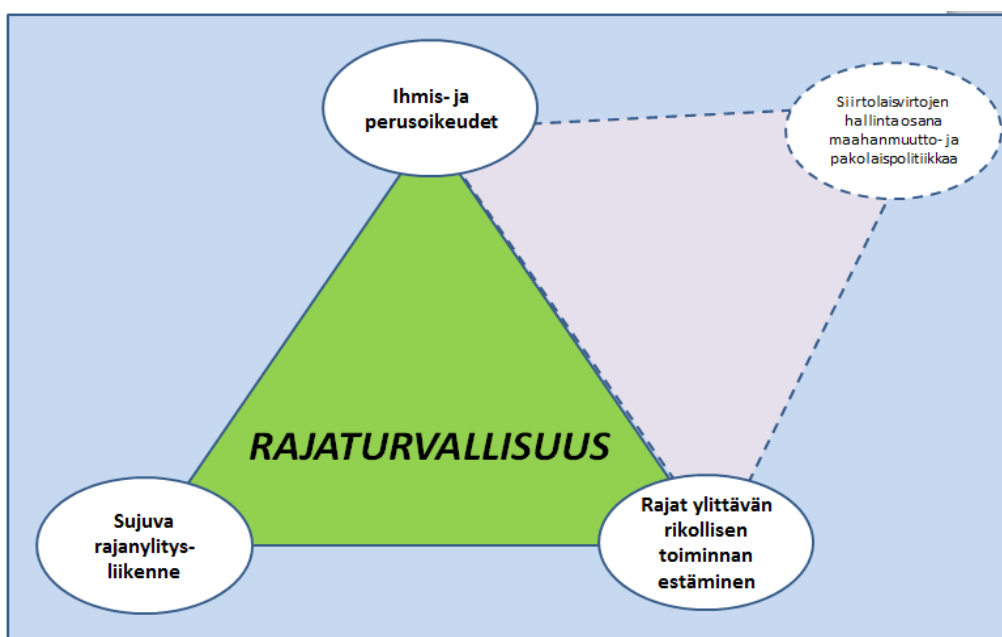 Ihmis- ja
perusoikeudet
Siirtolaisvirtojen
hallinta osana
maahanmuutto- ja
pakolaispolitiikkaa
RAJATURVALLISUUS
Sujuva
rajanylitys-
liikenne
Rajat ylittävän
rikollisen
toiminnan
estäminen